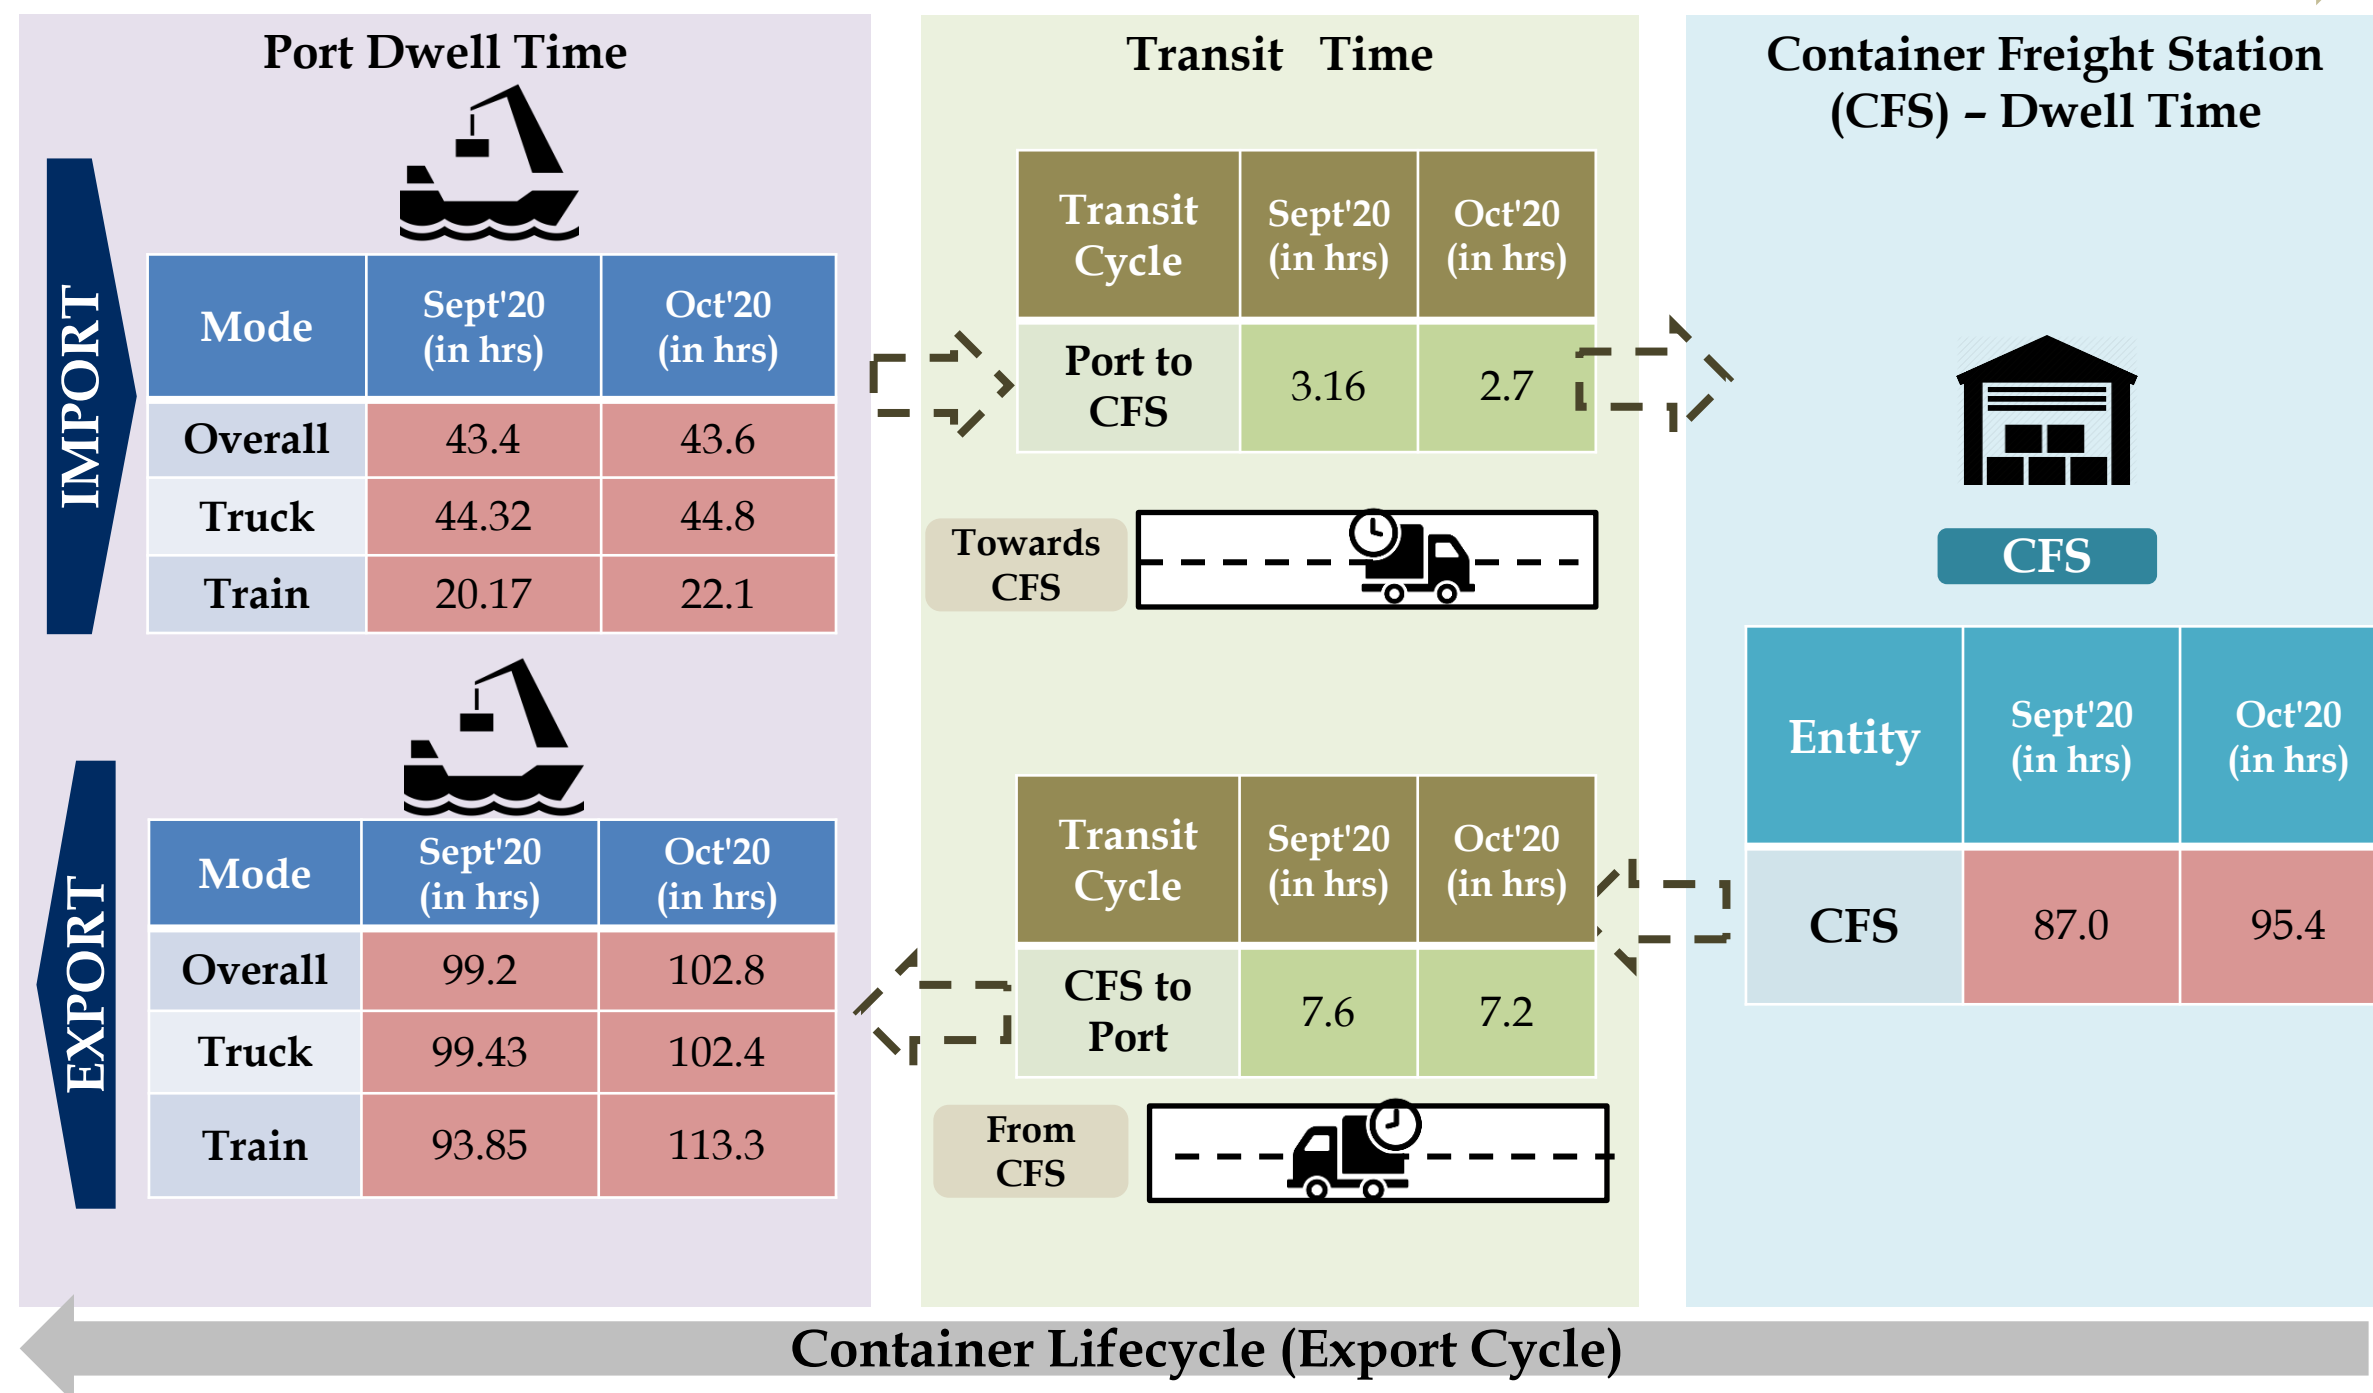 Port Dwell Time
IMPORT
Mode Sept'20 (in hrs) Oct'20 (in hrs)
Overall 43.4 43.6
Truck 44.32 44.8
Train 20.17 22.1
EXPORT
Mode Sept'20 (in hrs) Oct'20 (in hrs)
Overall 99.2 102.8
Truck 99.43 102.4
Train 93.85 113.3
Transit Time
Transit Cycle Sept'20 (in hrs) Oct'20 (in hrs)
Port to CFS 3.16 2.7
Towards
CFS
Transit Cycle Sept'20 (in hrs) Oct'20 (in hrs)
CFS to Port 7.6 7.2
From
CFS
Container Freight Station
(CFS) – Dwell Time
CFS
Entity Sept'20 (in hrs) Oct'20 (in hrs)
CFS 87.0 95.4
Container Lifecycle (Export Cycle)